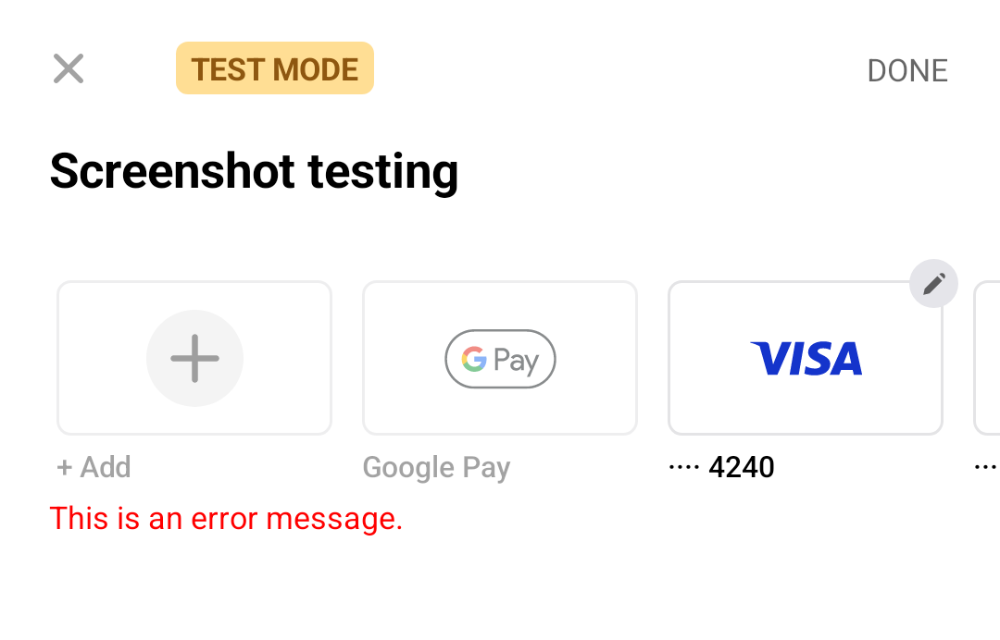 TEST MODE
DONE
Screenshot testing
G Pay
VISA
+ Add
Google Pay
···· 4240
···
This is an error message.